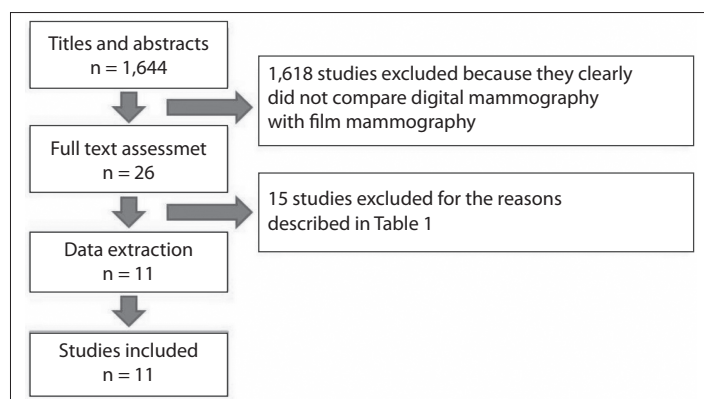 Titles and abstracts
n = 1,644
1,618 studies excluded because they clearly
did not compare digital mammography
with film mammography
Full text assessmet
n = 26
15 studies excluded for the reasons
described in Table 1
Data extraction
n = 11
Studies included
n = 11